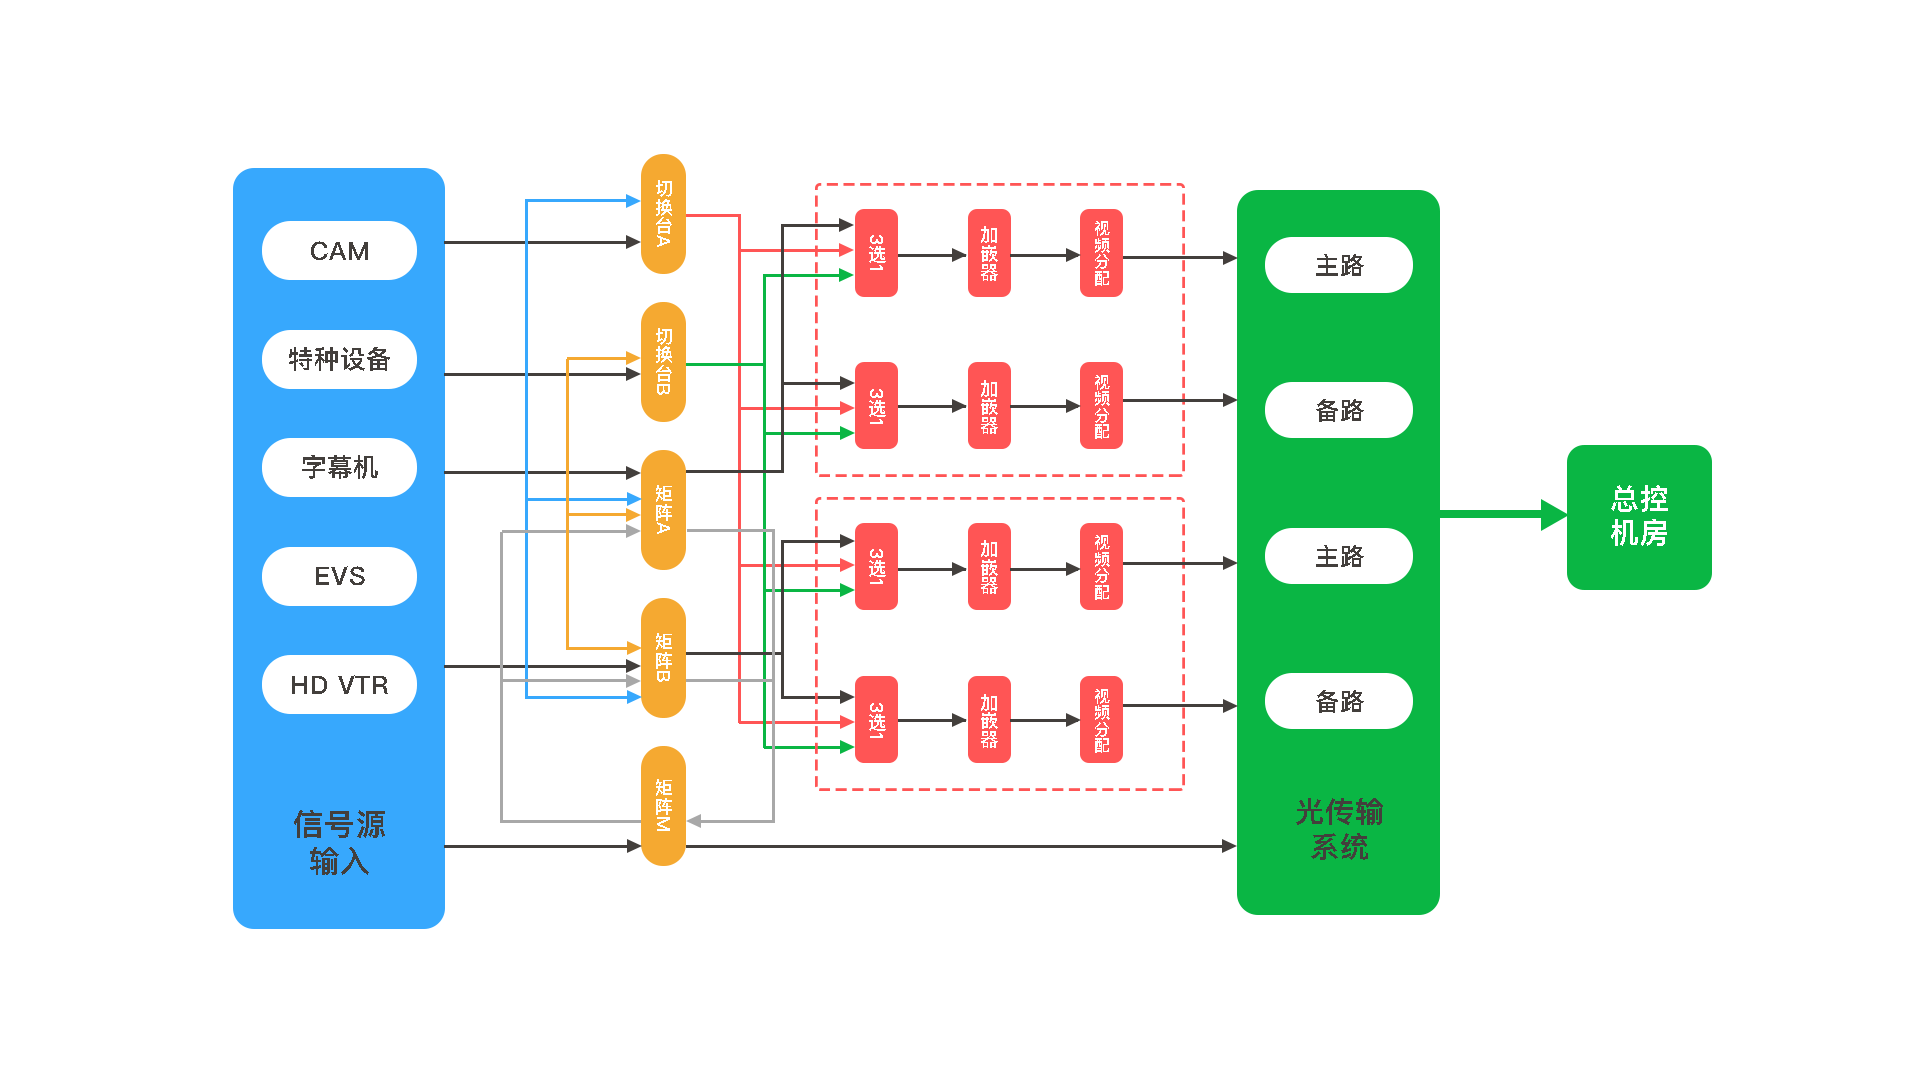 CAM
特种设备
字幕机
EVS
HD VTR
信号源
输入
切换台A
切换台B
矩阵A
矩阵B
矩阵M
3选1
加嵌器
视频分配
3选1
加嵌器
视频分配
3选1
加嵌器
视频分配
3选1
加嵌器
视频分配
主路
备路
主路
备路
光传输
系统
总控
机房